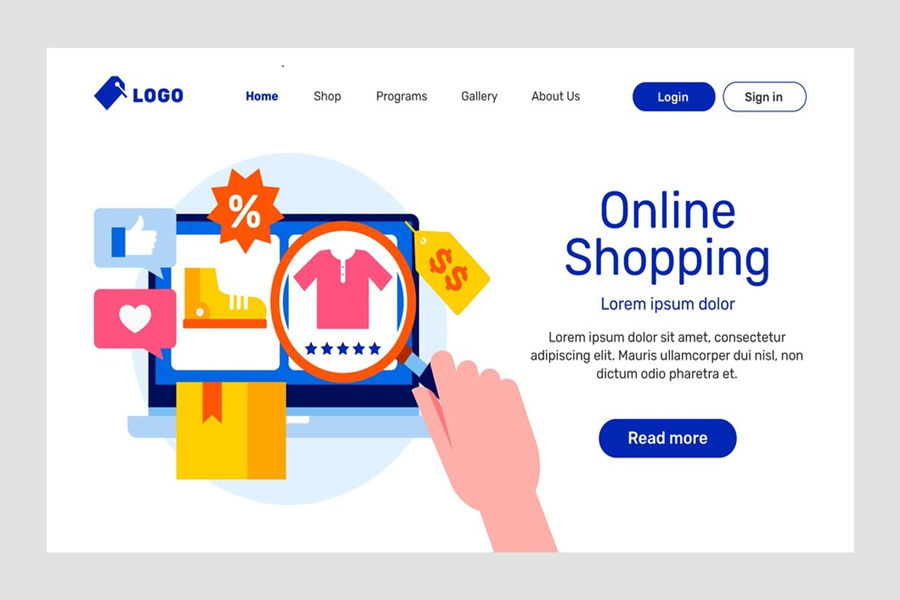 LOGO
Home Shop Programs Gallery About Us Login Sign in
%
$$
Online
Shopping
Lorem ipsum dolor
Lorem ipsum dolor sit amet, consectetur
adipiscing elit. Mauris ullamcorper dui nisl, non
dictum odio pharetra et.
Read more